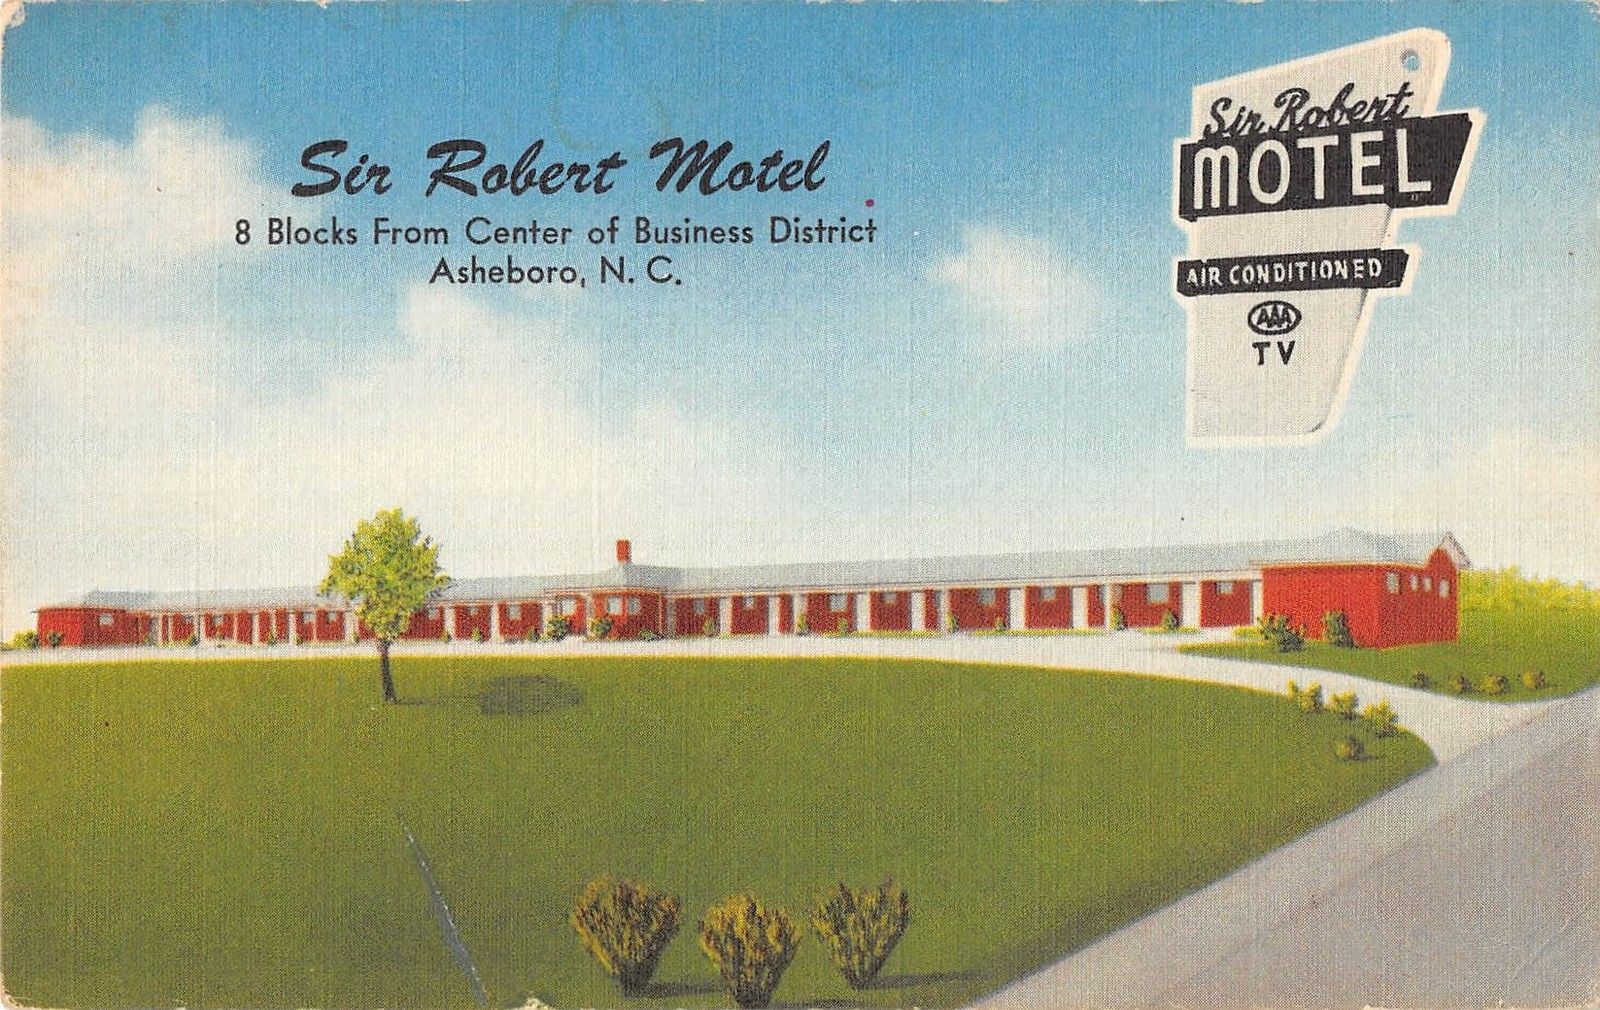 Sir Robert Motel
8 Blocks From Center of Business District
Asheboro, N. C.
Sir Robert
MOTEL
AIR CONDITIONED
AAA
TV